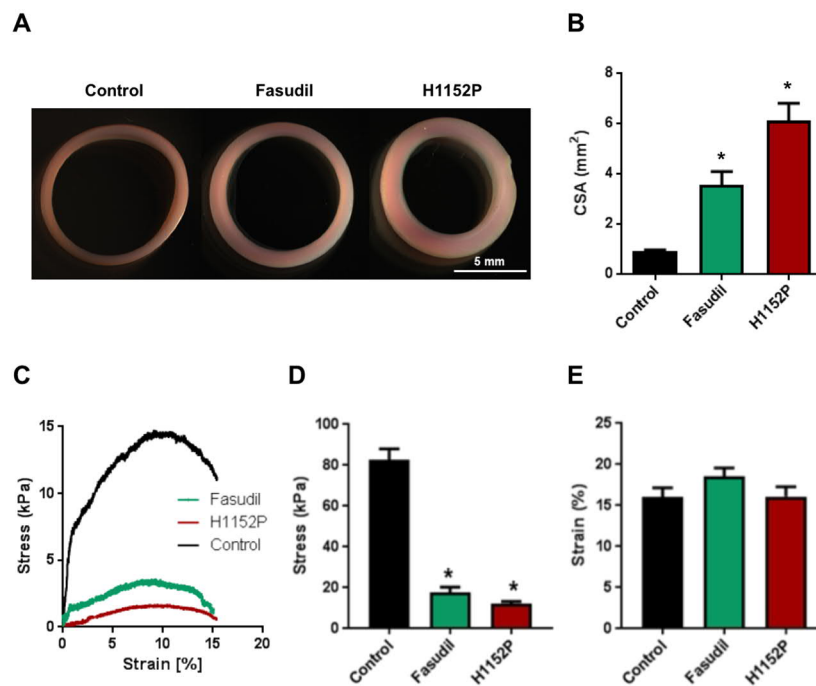 A
Control
Fasudil
H1152P
5 mm
B
CSA (mm²)
8
6
4
2
0
*
*
Control
Fasudil
H1152P
C
Stress (kPa)
15
10
5
0
0
5
10
15
20
Strain [%]
Fasudil
H1152P
Control
D
Stress (kPa)
100
80
60
40
20
0
*
*
Control
Fasudil
H1152P
E
Strain (%)
25
20
15
10
5
0
Control
Fasudil
H1152P